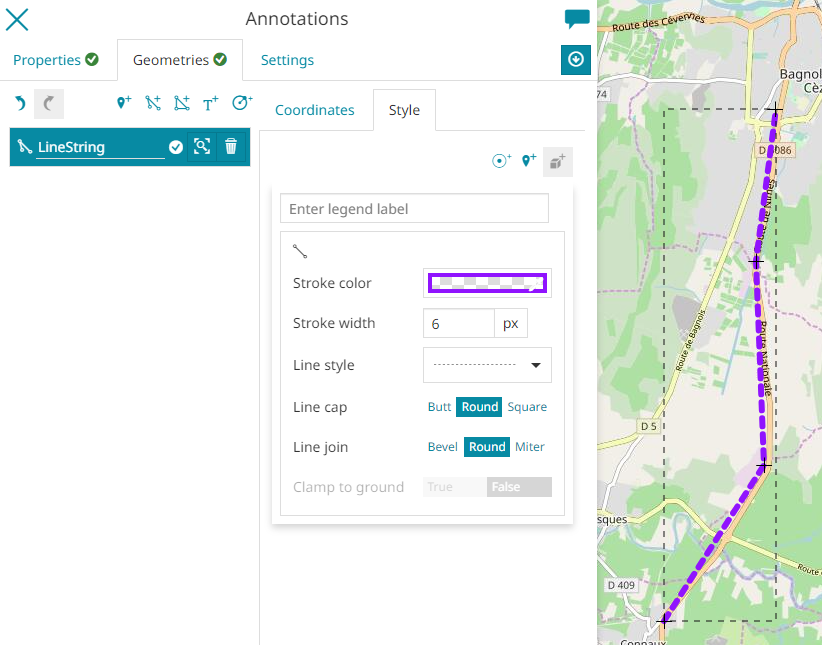 Annotations
Properties
Geometries
Settings
T
LineString
Coordinates
Style
Enter legend label
Stroke color
Stroke width
6
px
Line style
Line cap
Butt
Round
Square
Line join
Bevel
Round
Miter
Clamp to ground
True
False
Route des Cévennes
Bagnol
Cèz
74
Route de Bagnols
Route Nationale
D 5
sques
D 409
Route
Connaux